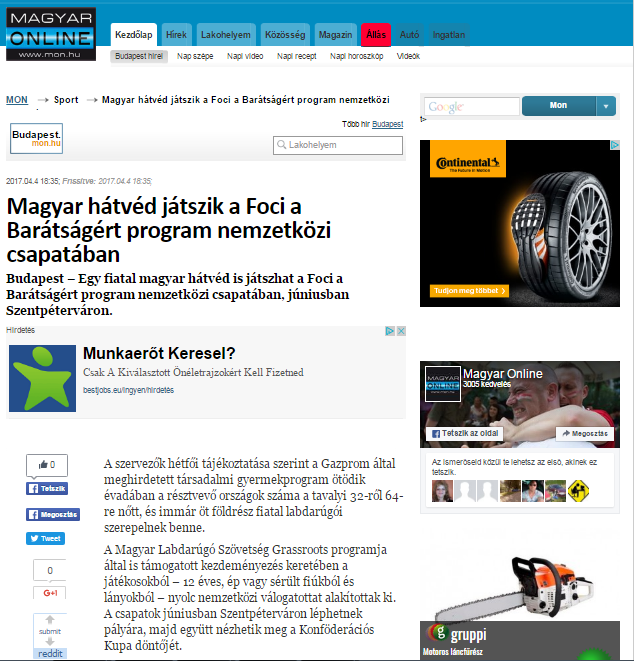 MAGYAR
ONLINE
www.mon.hu
Kezdőlap
Hírek
Lakohelyem
Közösség
Magazin
Állás
Autó
Ingatlan
Budapest hírei
Nap szépe
Napi video
Napi recept
Napi horoszkóp
Videók
MON → Sport → Magyar hátvéd játszik a Foci a Barátságért program nemzetközi
Budapest.
mon.hu
Több hír Budapest
Lakohelyem
2017.04.4 18:35; Frissítve: 2017.04.4 18:35;
Magyar hátvéd játszik a Foci a
Barátságért program nemzetközi
csapatában
Budapest – Egy fiatal magyar hátvéd is játszhat a Foci a
Barátságért program nemzetközi csapatában, júniusban
Szentpéterváron.
Hirdetés
Munkaerőt Keresel?
Csak A Kiválasztott Önéletrajzokért Kell Fizetned
bestjobs.eu/ingyen/hirdetés
0
Tetszik
Megosztás
Tweet
0
G+1
submit
reddit
A szervezők hétfői tájékoztatása szerint a Gazprom által
meghirdetett társadalmi gyermekprogram ötödik
évadában a résztvevő országok száma a tavalyi 32-ről 64-
re nőtt, és immár öt földrész fiatal labdarúgói
szerepelnek benne.
A Magyar Labdarúgó Szövetség Grassroots programja
által is támogatott kezdeményezés keretében a
játékosokból – 12 éves, ép vagy sérült fiúkból és
lányokból – nyolc nemzetközi válogatottat alakítottak ki.
A csapatok júniusban Szentpéterváron léphetnek
pályára, majd együtt nézhetik meg a Konföderációs
Kupa döntőjét.
Google
Mon
t>
Continental
The Future in Motion
Tudjon meg többet
MAGYAR
ONLINE
Magyar Online
3005 kedvelés
Tetszik az oldal
Megosztás
Az ismerőseid közül te lehetsz az első, akinek ez
tetszik.
gruppi
Motoros láncfűrész